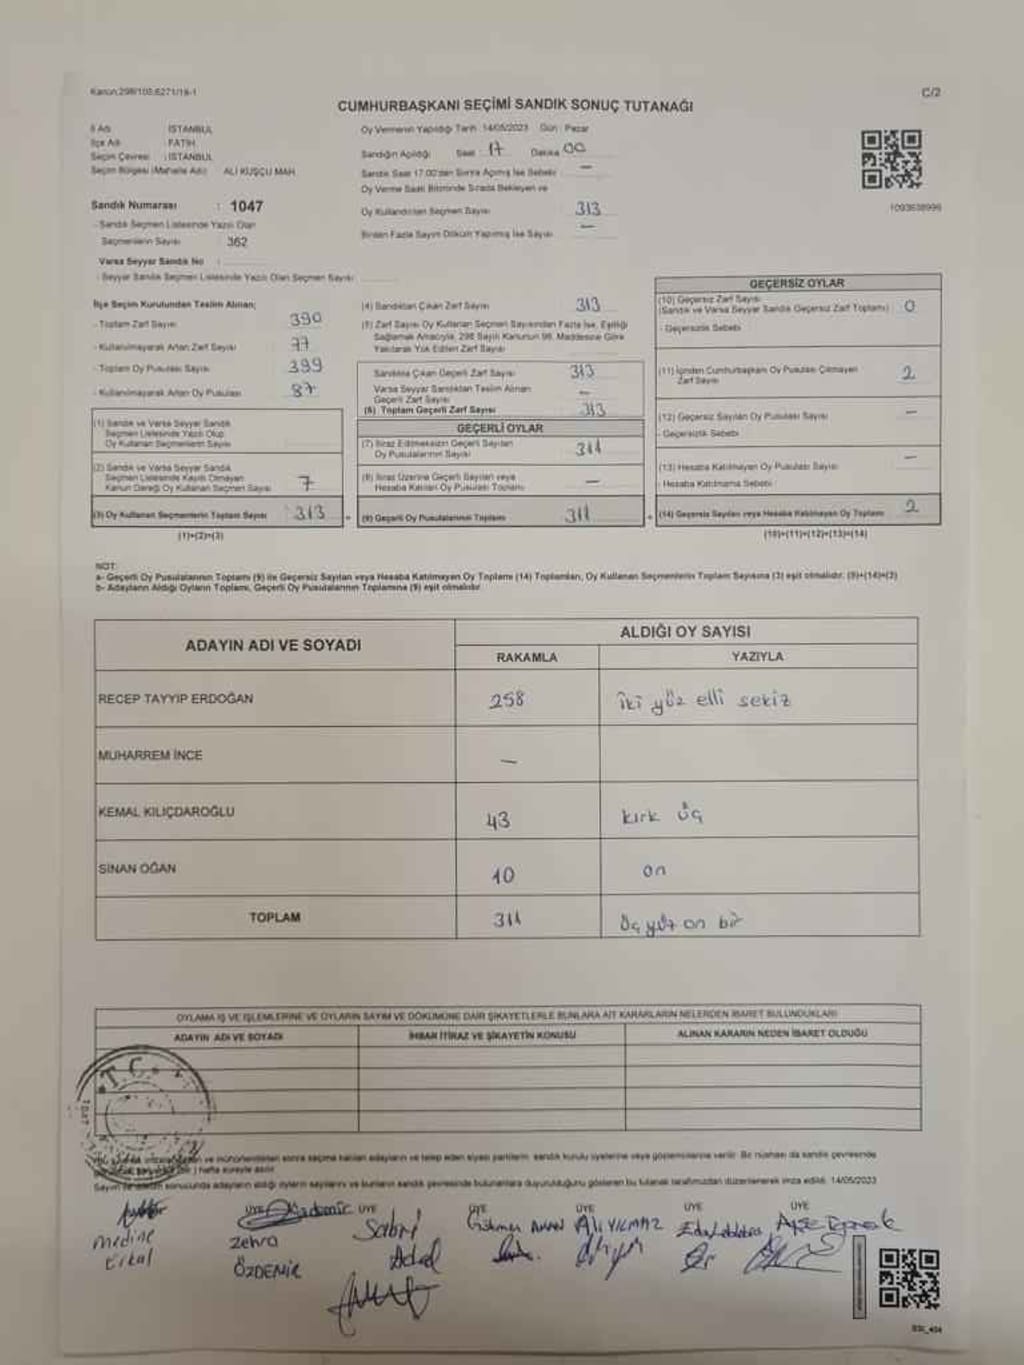 Kanun:298/105,6271/18-1
C/2
CUMHURBAŞKANI SEÇİMİ SANDIK SONUÇ TUTANAĞI
İl Adı : İSTANBUL
İlçe Adı : FATİH
Seçim Çevresi : İSTANBUL
Seçim Bölgesi (Mahalle Adı) : ALİ KUŞÇU MAH.
Sandık Numarası : 1047
- Sandık Seçmen Listesinde Yazılı Olan
Seçmenlerin Sayısı : 362
Varsa Seyyar Sandık No :
- Seyyar Sandık Seçmen Listesinde Yazılı Olan Seçmen Sayısı :
Oy Vermenin Yapıldığı Tarih :14/05/2023 Gün : Pazar
Sandığın Açıldığı Saat 17 Dakika 00
Sandık Saat 17.00'dan Sonra Açılmış İse Sebebi : —
Oy Verme Saati Bitiminde Sırada Bekleyen ve
Oy Kullandırılan Seçmen Sayısı : 313
Birden Fazla Sayım Döküm Yapılmış İse Sayısı : —
1093638996
İlçe Seçim Kurulundan Teslim Alınan;
- Toplam Zarf Sayısı : 390
- Kullanılmayarak Artan Zarf Sayısı : 77
- Toplam Oy Pusulası Sayısı : 399
- Kullanılmayarak Artan Oy Pusulası : 87
(1) Sandık ve Varsa Seyyar Sandık
Seçmen Listesinde Yazılı Olup
Oy Kullanan Seçmenlerin Sayısı
(2) Sandık ve Varsa Seyyar Sandık
Seçmen Listesinde Kayıtlı Olmayan
Kanun Gereği Oy Kullanan Seçmen Sayısı 7
(3) Oy Kullanan Seçmenlerin Toplam Sayısı 313
(1)+(2)=(3)
(4) Sandıktan Çıkan Zarf Sayısı : 313
(5) Zarf Sayısı Oy Kullanan Seçmen Sayısından Fazla İse, Eşitliği
Sağlamak Amacıyla, 298 Sayılı Kanunun 98. Maddesine Göre
Yakılarak Yok Edilen Zarf Sayısı :
Sandıkta Çıkan Geçerli Zarf Sayısı 313
Varsa Seyyar Sandıktan Teslim Alınan
Geçerli Zarf Sayısı —
(6) Toplam Geçerli Zarf Sayısı 313
GEÇERLİ OYLAR
(7) İtiraz Edilmeksizin Geçerli Sayılan
Oy Pusulalarının Sayısı 311
(8) İtiraz Üzerine Geçerli Sayılan veya
Hesaba Katılan Oy Pusulası Toplamı —
(9) Geçerli Oy Pusulalarının Toplamı 311
GEÇERSİZ OYLAR
(10) Geçersiz Zarf Sayısı
(Sandık ve Varsa Seyyar Sandık Geçersiz Zarf Toplamı) 0
- Geçersizlik Sebebi
(11) İçinden Cumhurbaşkanı Oy Pusulası Çıkmayan
Zarf Sayısı 2
(12) Geçersiz Sayılan Oy Pusulası Sayısı —
- Geçersizlik Sebebi
(13) Hesaba Katılmayan Oy Pusulası Sayısı —
- Hesaba Katılmama Sebebi
(14) Geçersiz Sayılan veya Hesaba Katılmayan Oy Toplamı 2
(10)+(11)+(12)+(13)=(14)
NOT:
a- Geçerli Oy Pusulalarının Toplamı (9) ile Geçersiz Sayılan veya Hesaba Katılmayan Oy Toplamı (14) Toplamları, Oy Kullanan Seçmenlerin Toplam Sayısına (3) eşit olmalıdır. (9)+(14)=(3)
b- Adayların Aldığı Oyların Toplamı, Geçerli Oy Pusulalarının Toplamına (9) eşit olmalıdır.
ADAYIN ADI VE SOYADI
ALDIĞI OY SAYISI
RAKAMLA YAZIYLA
RECEP TAYYİP ERDOĞAN 258 iki yüz elli sekiz
MUHARREM İNCE —
KEMAL KILIÇDAROĞLU 43 kırk üç
SİNAN OĞAN 10 on
TOPLAM 311 üç yüz on bir
OYLAMA İŞ VE İŞLEMLERİNE VE OYLARIN SAYIM VE DÖKÜMÜNE DAİR ŞİKAYETLERLE BUNLARA AİT KARARLARIN NELERDEN İBARET BULUNDUKLARI
ADAYIN ADI VE SOYADI İHBAR İTİRAZ VE ŞİKAYETİN KONUSU ALINAN KARARIN NEDEN İBARET OLDUĞU
T.C.
1047
ve mühürlendikten sonra seçime katılan adayların ve talep eden siyasi partilerin sandık kurulu üyelerine veya gözlemcilerine verilir. Bir nüshası da sandık çevresinde
hafta süreyle asılır.
Sayım ve döküm sonucunda adayların aldığı oyların sayılarını ve bunların sandık çevresinde bulunanlara duyurulduğunu gösteren bu tutanak tarafımızdan düzenlenerek imza edildi. 14/05/2023
ÜYE ÜYE ÜYE ÜYE ÜYE
Medine Zehra ÖZDEMİR Sabri ALİ YILMAZ